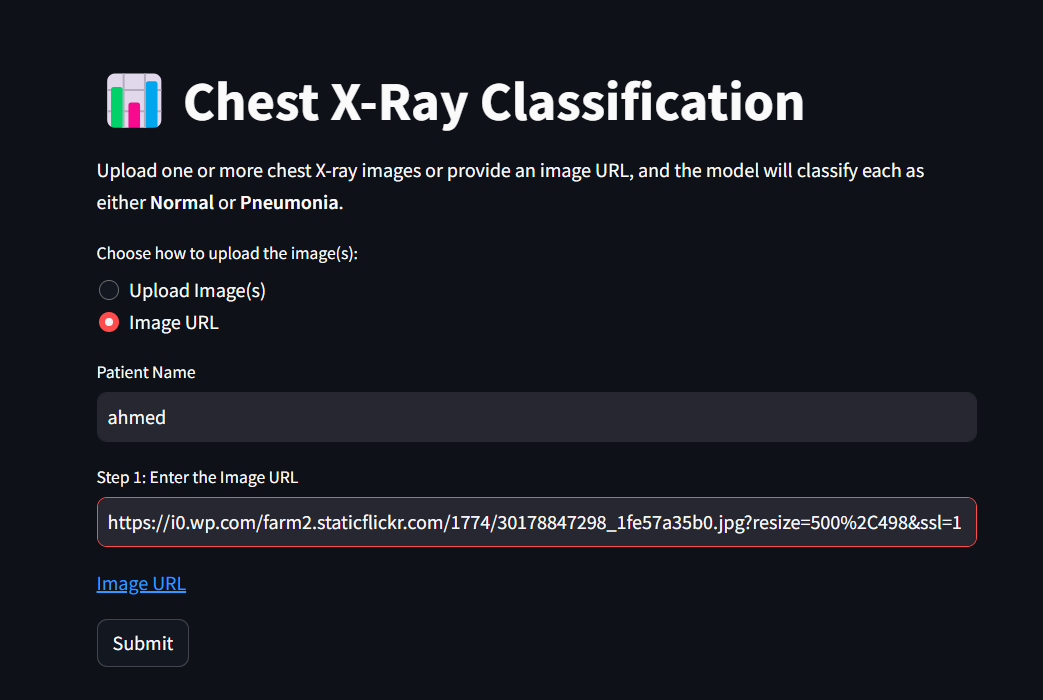 Chest X-Ray Classification
Upload one or more chest X-ray images or provide an image URL, and the model will classify each as
either Normal or Pneumonia.
Choose how to upload the image(s):
Upload Image(s)
Image URL
Patient Name
ahmed
Step 1: Enter the Image URL
https://i0.wp.com/farm2.staticflickr.com/1774/30178847298_1fe57a35b0.jpg?resize=500%2C498&ssl=1
Image URL
Submit